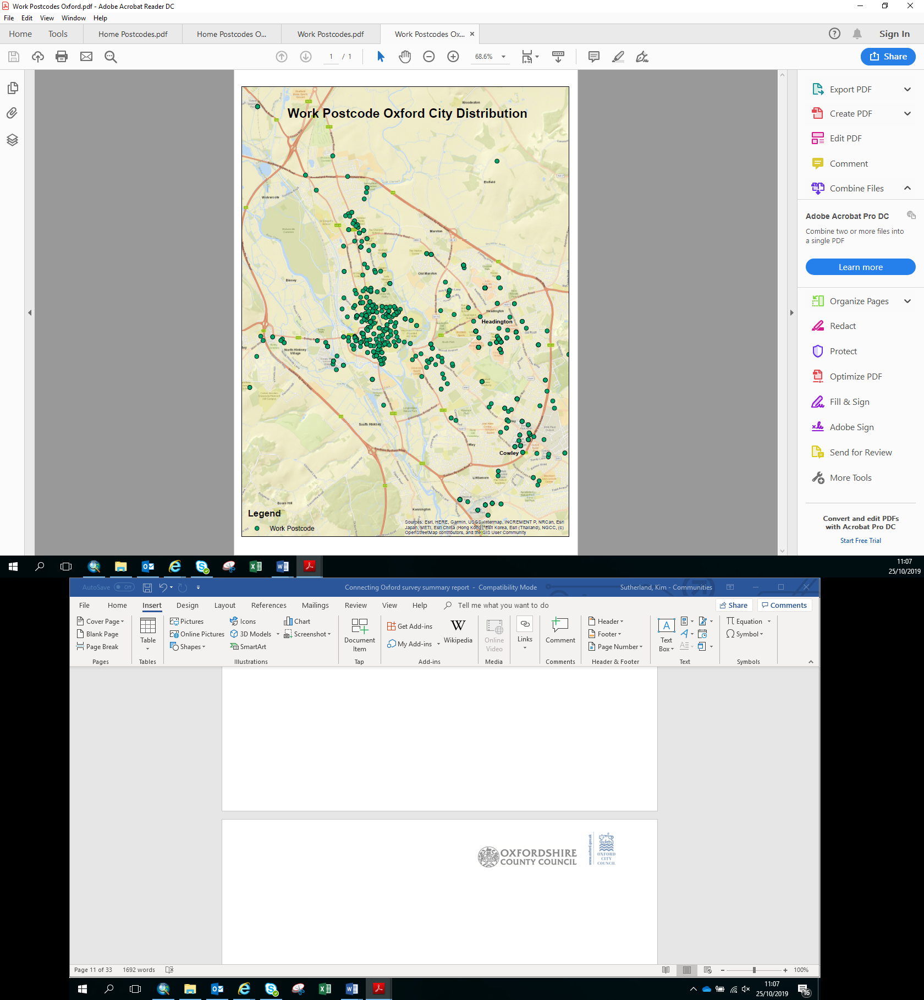 Work Postcodes Oxford.pdf - Adobe Acrobat Reader DC
File Edit View Window Help
Home Tools Home Postcodes.pdf Home Postcodes O... Work Postcodes.pdf Work Postcodes Ox... ×
? Sign In
1 / 1 68.6% Share
Export PDF
Create PDF
Edit PDF
Comment
Combine Files
Adobe Acrobat Pro DC
Combine two or more files into
a single PDF
Learn more
Organize Pages
Redact
Protect
Optimize PDF
Fill & Sign
Adobe Sign
Send for Review
More Tools
Convert and edit PDFs
with Acrobat Pro DC
Start Free Trial
Woodeaton
Work Postcode Oxford City Distribution
Elsfield
Wolvercote
Marston
Old Marston
Binsey
Headington
Headington
North Hinksey
Village
South Hinksey
Iffley
Cowley
Littlemore
Boars Hill
Kennington
Legend
Work Postcode
Sources: Esri, HERE, Garmin, USGS, Intermap, INCREMENT P, NRCan, Esri
Japan, METI, Esri China (Hong Kong), Esri Korea, Esri (Thailand), NGCC, (c)
OpenStreetMap contributors, and the GIS User Community
11:07
25/10/2019
AutoSave Off Connecting Oxford survey summary report - Compatibility Mode Sutherland, Kim - Communities
File Home Insert Design Layout References Mailings Review View Help Tell me what you want to do Share Comments
Cover Page
Blank Page
Page Break
Pages
Table
Tables
Pictures
Online Pictures
Shapes
Icons
3D Models
SmartArt
Chart
Screenshot
Illustrations
Document
Item
Tap
Get Add-ins
My Add-ins
Wikipedia
Add-ins
Online
Video
Media
Links
Comment
Comments
Header
Footer
Page Number
Header & Footer
Text
Box
Text
Equation
Symbol
Symbols
OXFORDSHIRE
COUNTY COUNCIL
www.oxford.gov.uk
OXFORD
CITY
COUNCIL
Page 11 of 33 1692 words 100%
11:07
25/10/2019
16